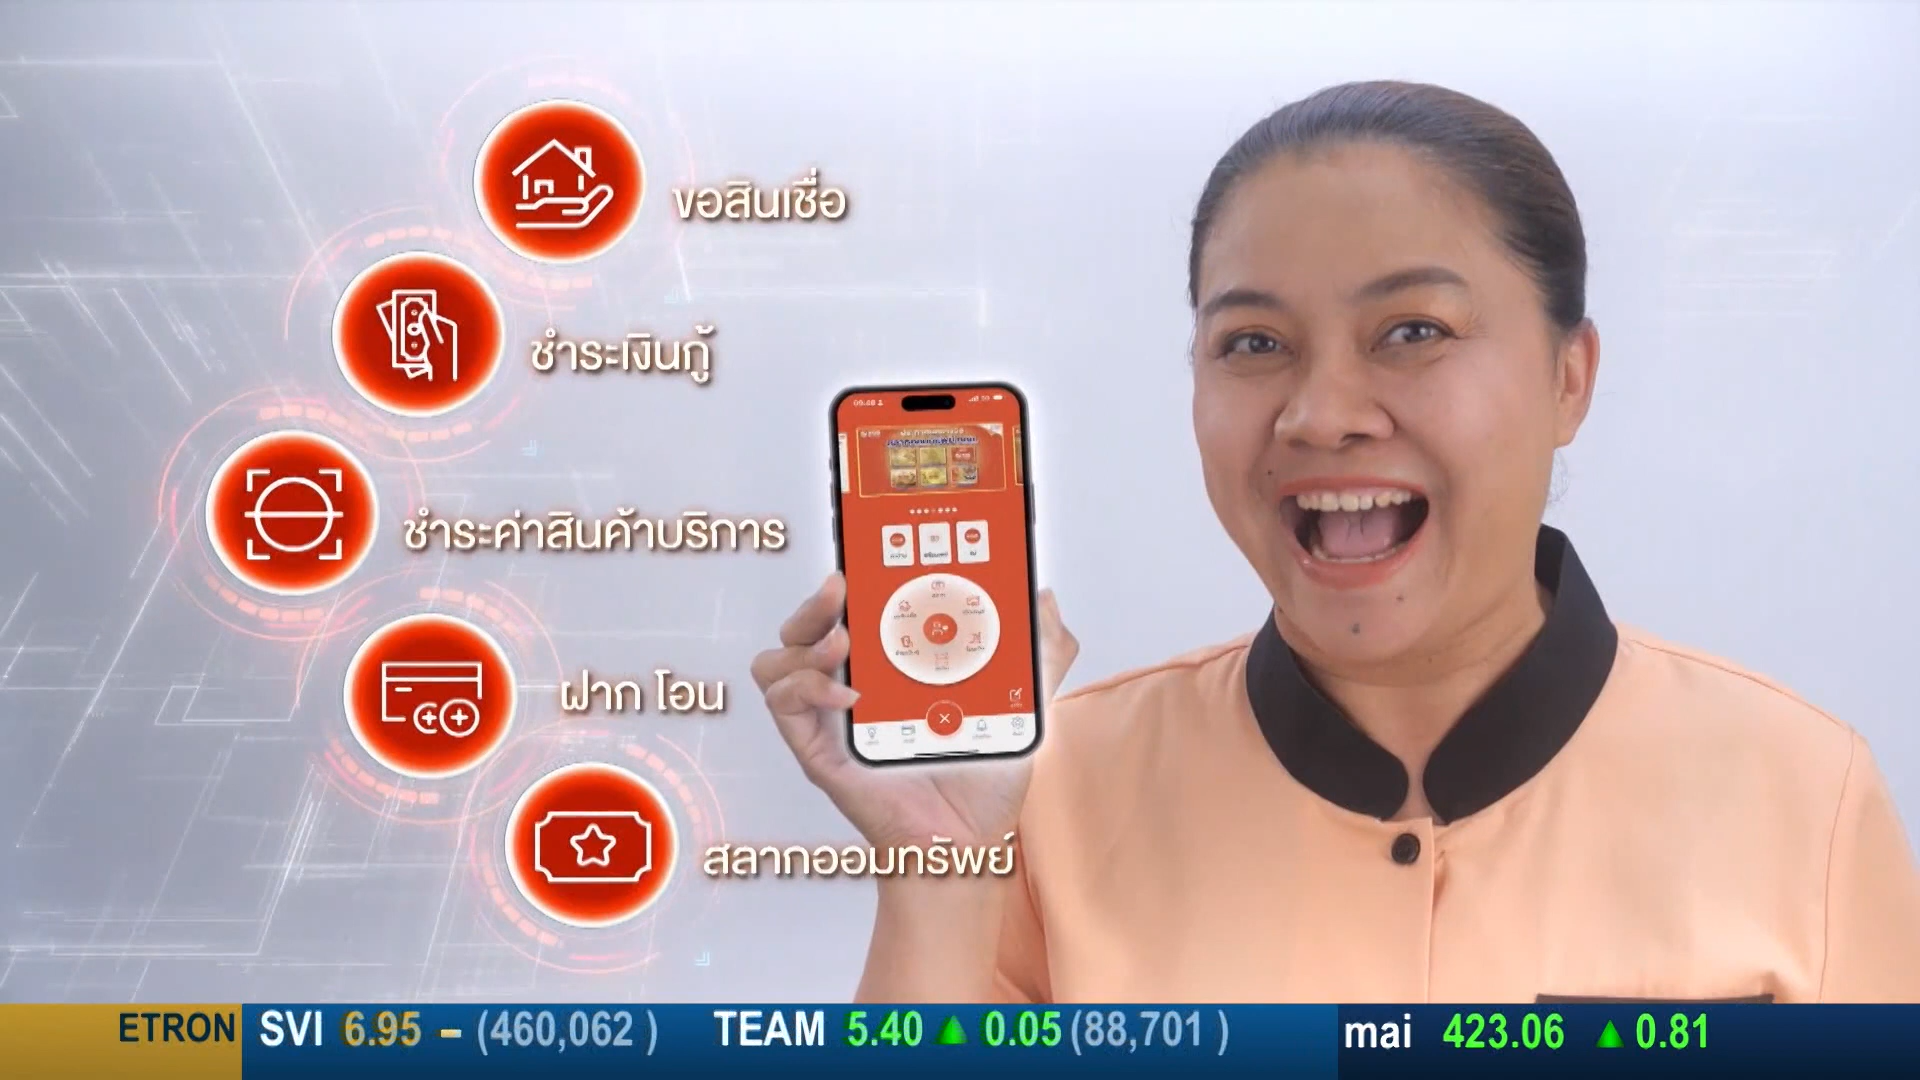 ขอสินเชื่อ
ชำระเงินกู้
ชำระค่าสินค้าบริการ
ฝาก โอน
สลากออมทรัพย์
ETRON SVI 6.95 – (460,062 ) TEAM 5.40 ▲ 0.05 (88,701 ) mai 423.06 ▲ 0.81